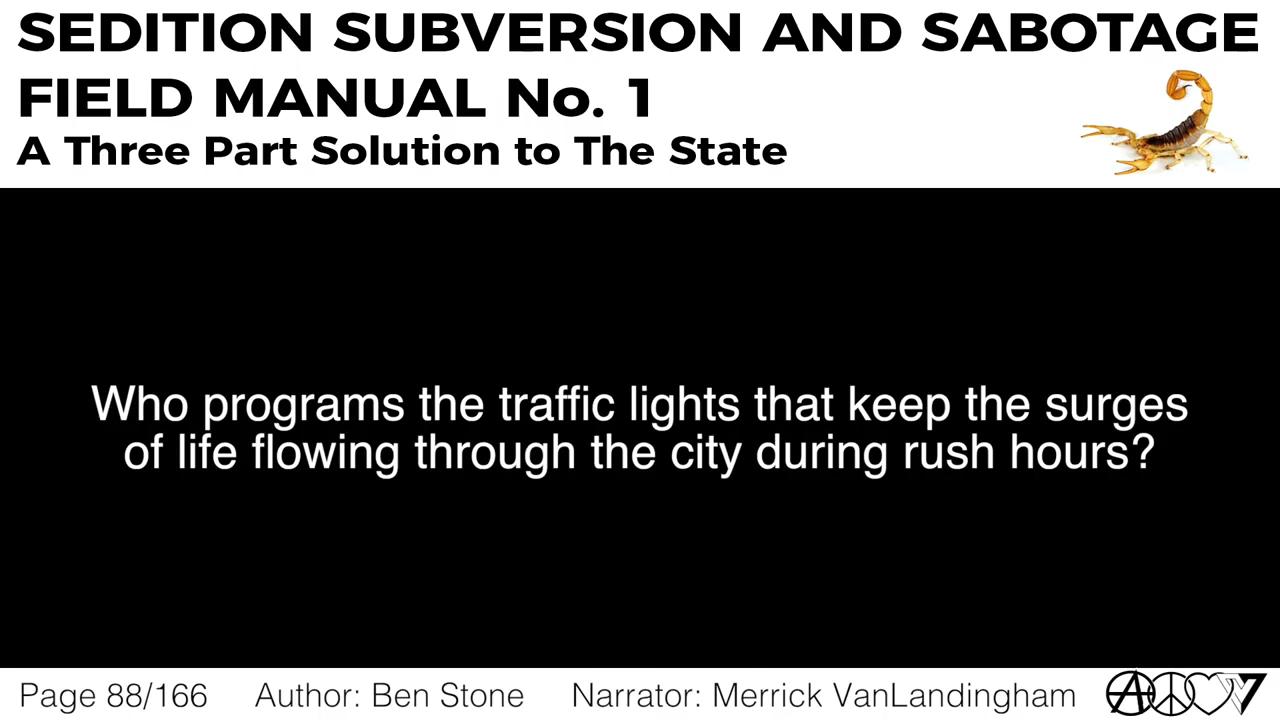 SEDITION SUBVERSION AND SABOTAGE
FIELD MANUAL No. 1
A Three Part Solution to The State
Who programs the traffic lights that keep the surges
of life flowing through the city during rush hours?
Page 88/166 Author: Ben Stone Narrator: Merrick VanLandingham